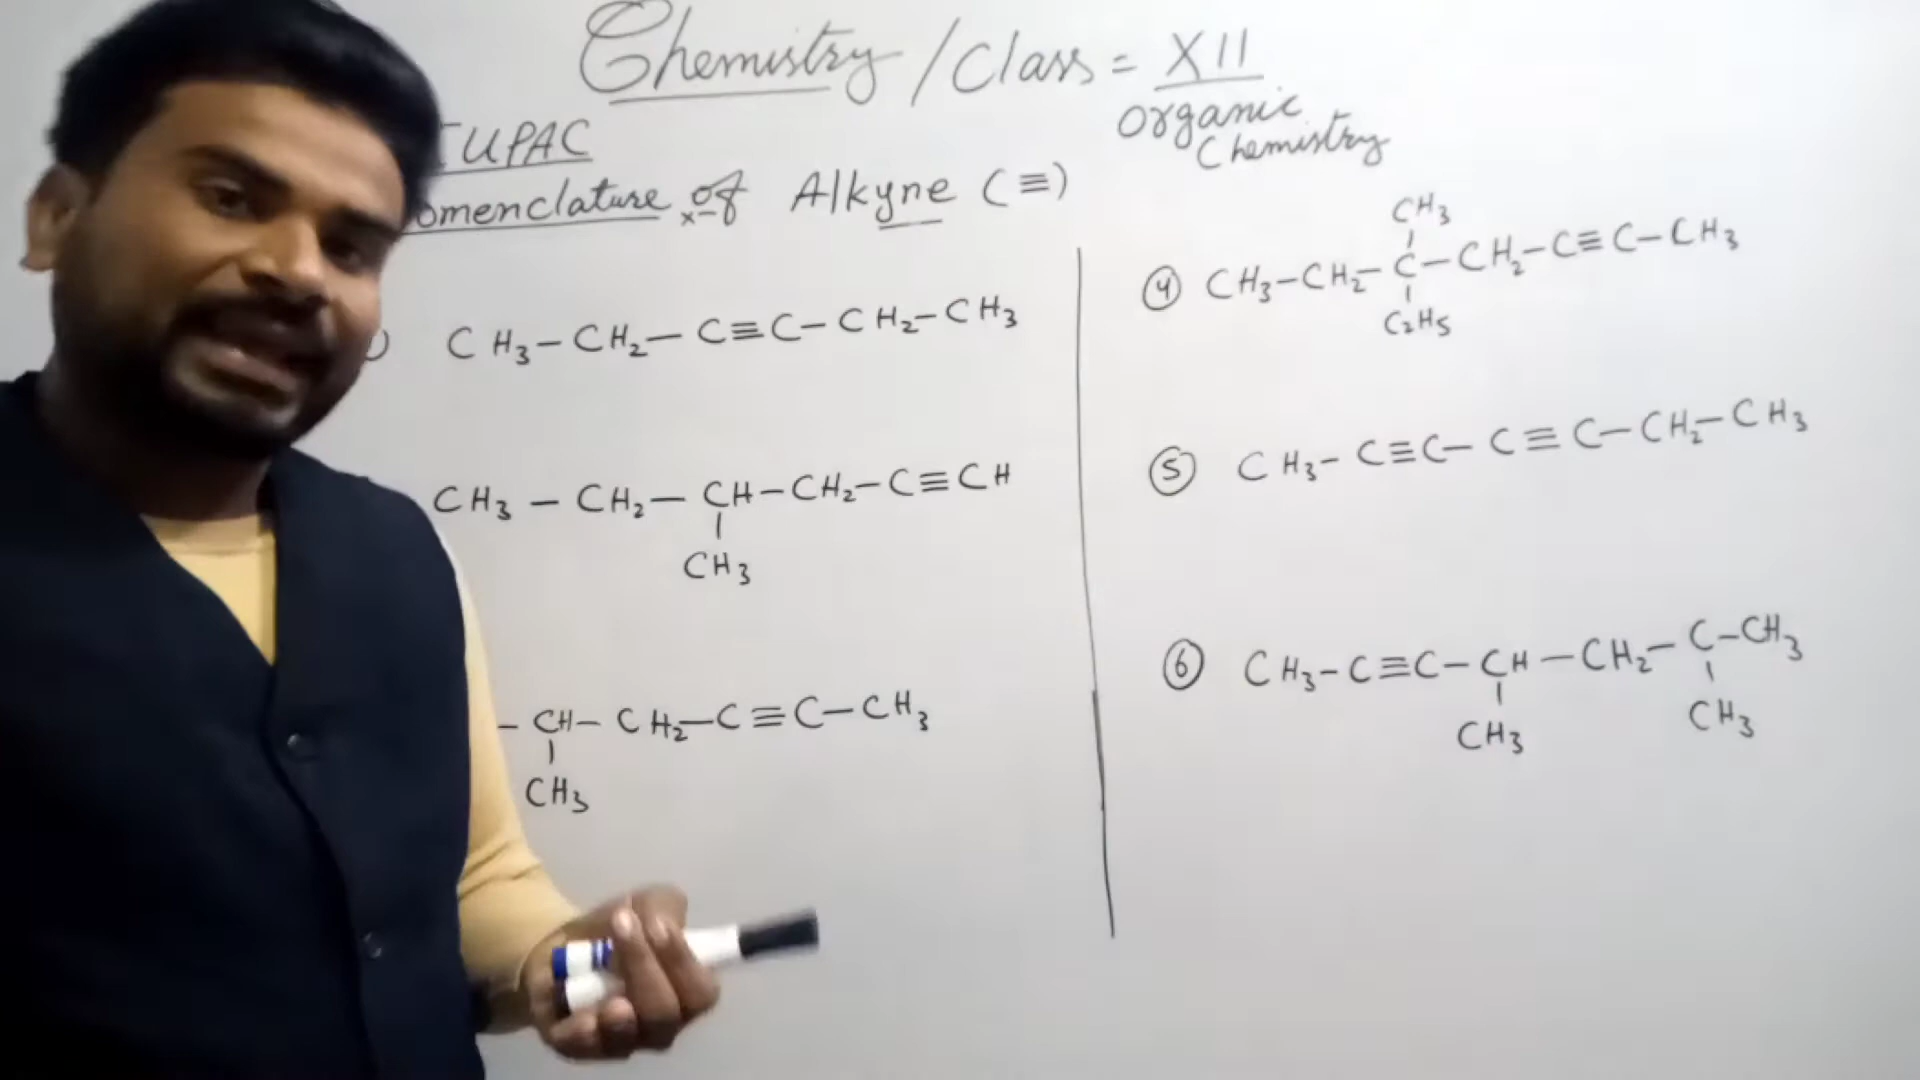 Chemistry / Class = XII
Organic Chemistry
IUPAC
omenclature of Alkyne (≡)
) CH3-CH2-C≡C-CH2-CH3
CH3-CH2-CH-CH2-C≡CH
CH3
-CH-CH2-C≡C-CH3
CH3
CH3
④ CH3-CH2-C-CH2-C≡C-CH3
C2H5
⑤ CH3-C≡C-C≡C-CH2-CH3
⑥ CH3-C≡C-CH-CH2-C-CH3
CH3 CH3